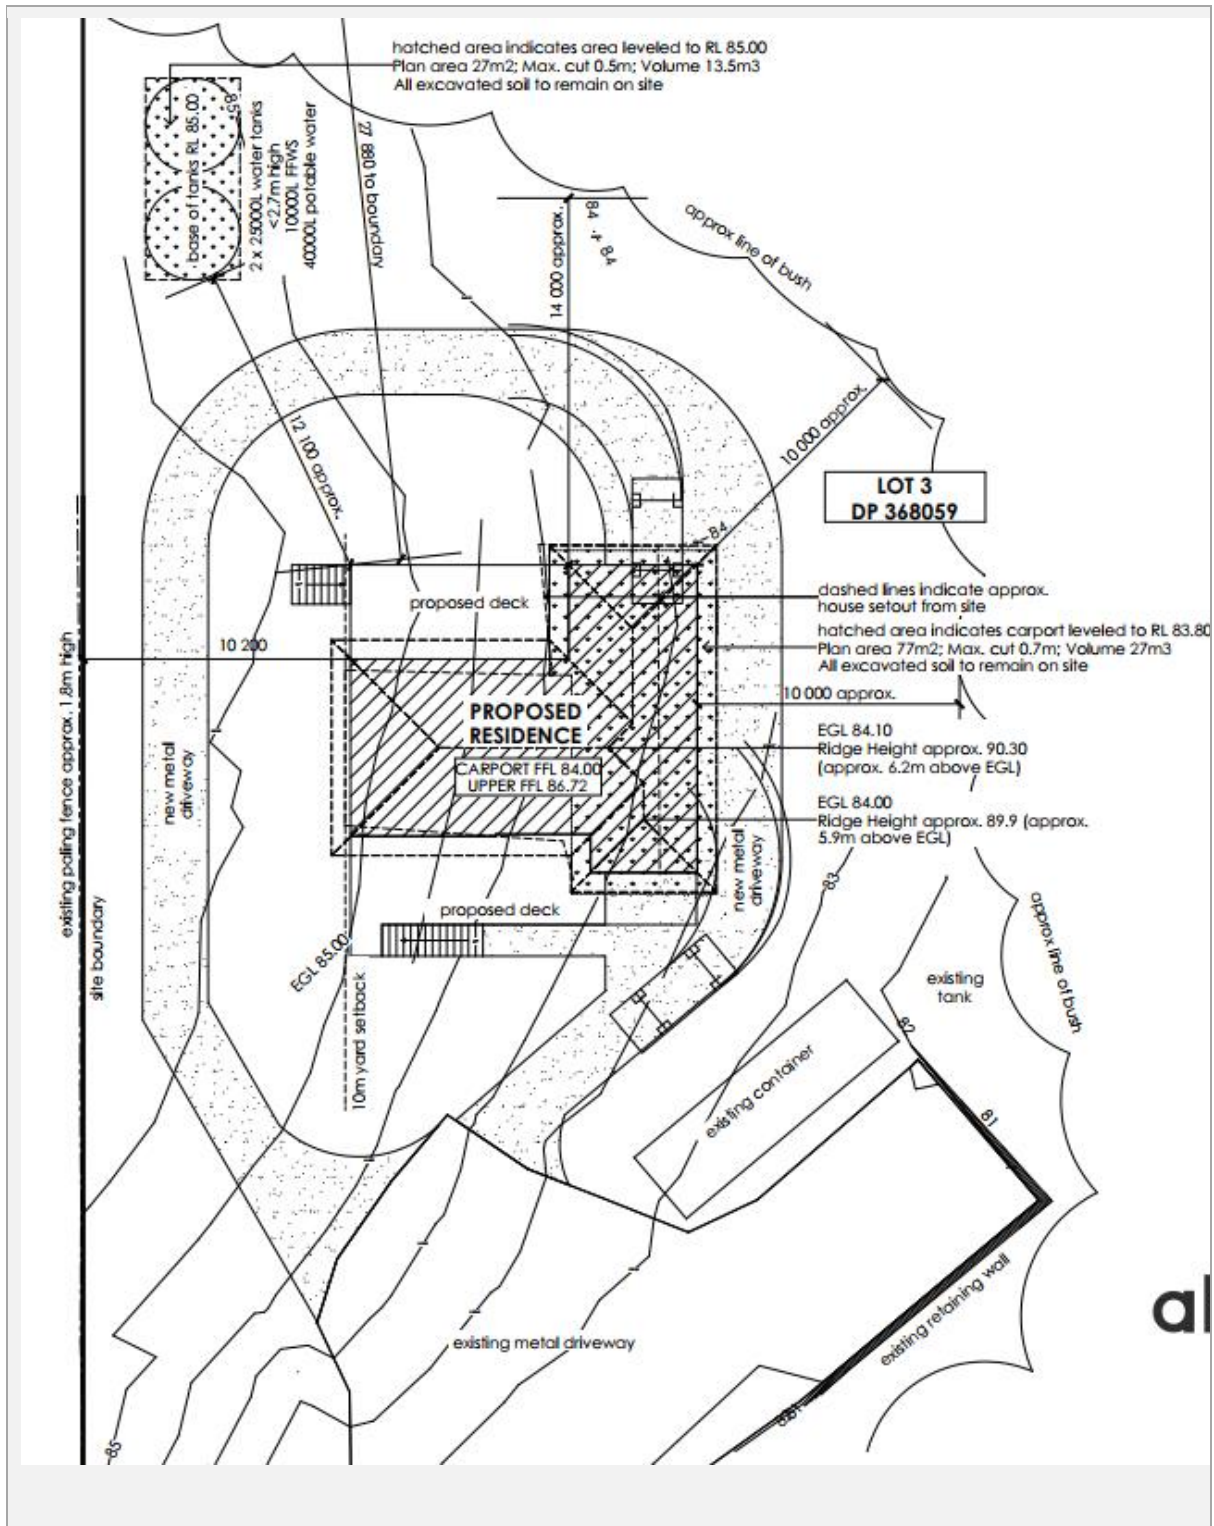 hatched area indicates area leveled to RL 85.00
Plan area 27m2; Max. cut 0.5m; Volume 13.5m3
All excavated soil to remain on site
85
base of tanks RL 85.00
2 x 25000L water tanks
<2.7m high
10000L FFWS
40000L potable water
27 880 to boundary
14 000 approx.
84
84
approx line of bush
12 100 approx.
10 000 approx.
LOT 3
DP 368059
84
proposed deck
dashed lines indicate approx.
house setout from site
hatched area indicates carport leveled to RL 83.80
Plan area 77m2; Max. cut 0.7m; Volume 27m3
All excavated soil to remain on site
10 200
10 000 approx.
PROPOSED
RESIDENCE
CARPORT FFL 84.00
UPPER FFL 86.72
EGL 84.10
Ridge Height approx. 90.30
(approx. 6.2m above EGL)
EGL 84.00
Ridge Height approx. 89.9 (approx.
5.9m above EGL)
existing paling fence approx. 1.8m high
site boundary
new metal
driveway
new metal
driveway
83
proposed deck
EGL 85.00
10m yard setback
existing
tank
approx line of bush
82
existing container
81
existing retaining wall
existing metal driveway
85
al